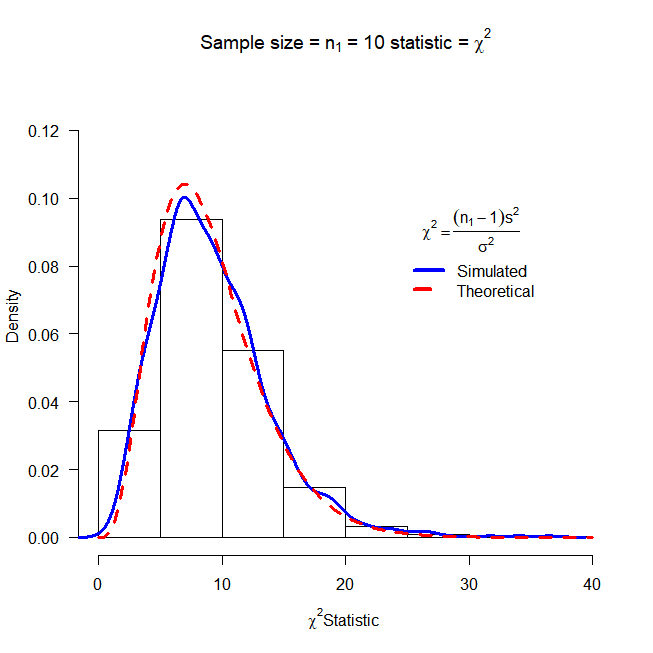 Sample size = n₁ = 10 statistic = χ²
0.12
0.10
0.08
0.06
0.04
0.02
0.00
Density
χ² = (n₁ − 1)s² / σ²
Simulated
Theoretical
0 10 20 30 40
χ²Statistic